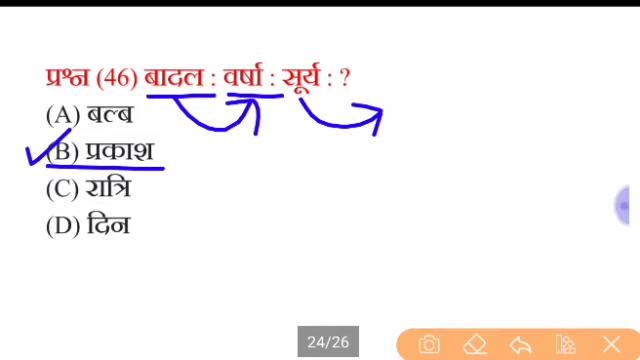 प्रश्न (46) बादल : वर्षा : सूर्य : ?
(A) बल्ब
(B) प्रकाश
(C) रात्रि
(D) दिन
24/26